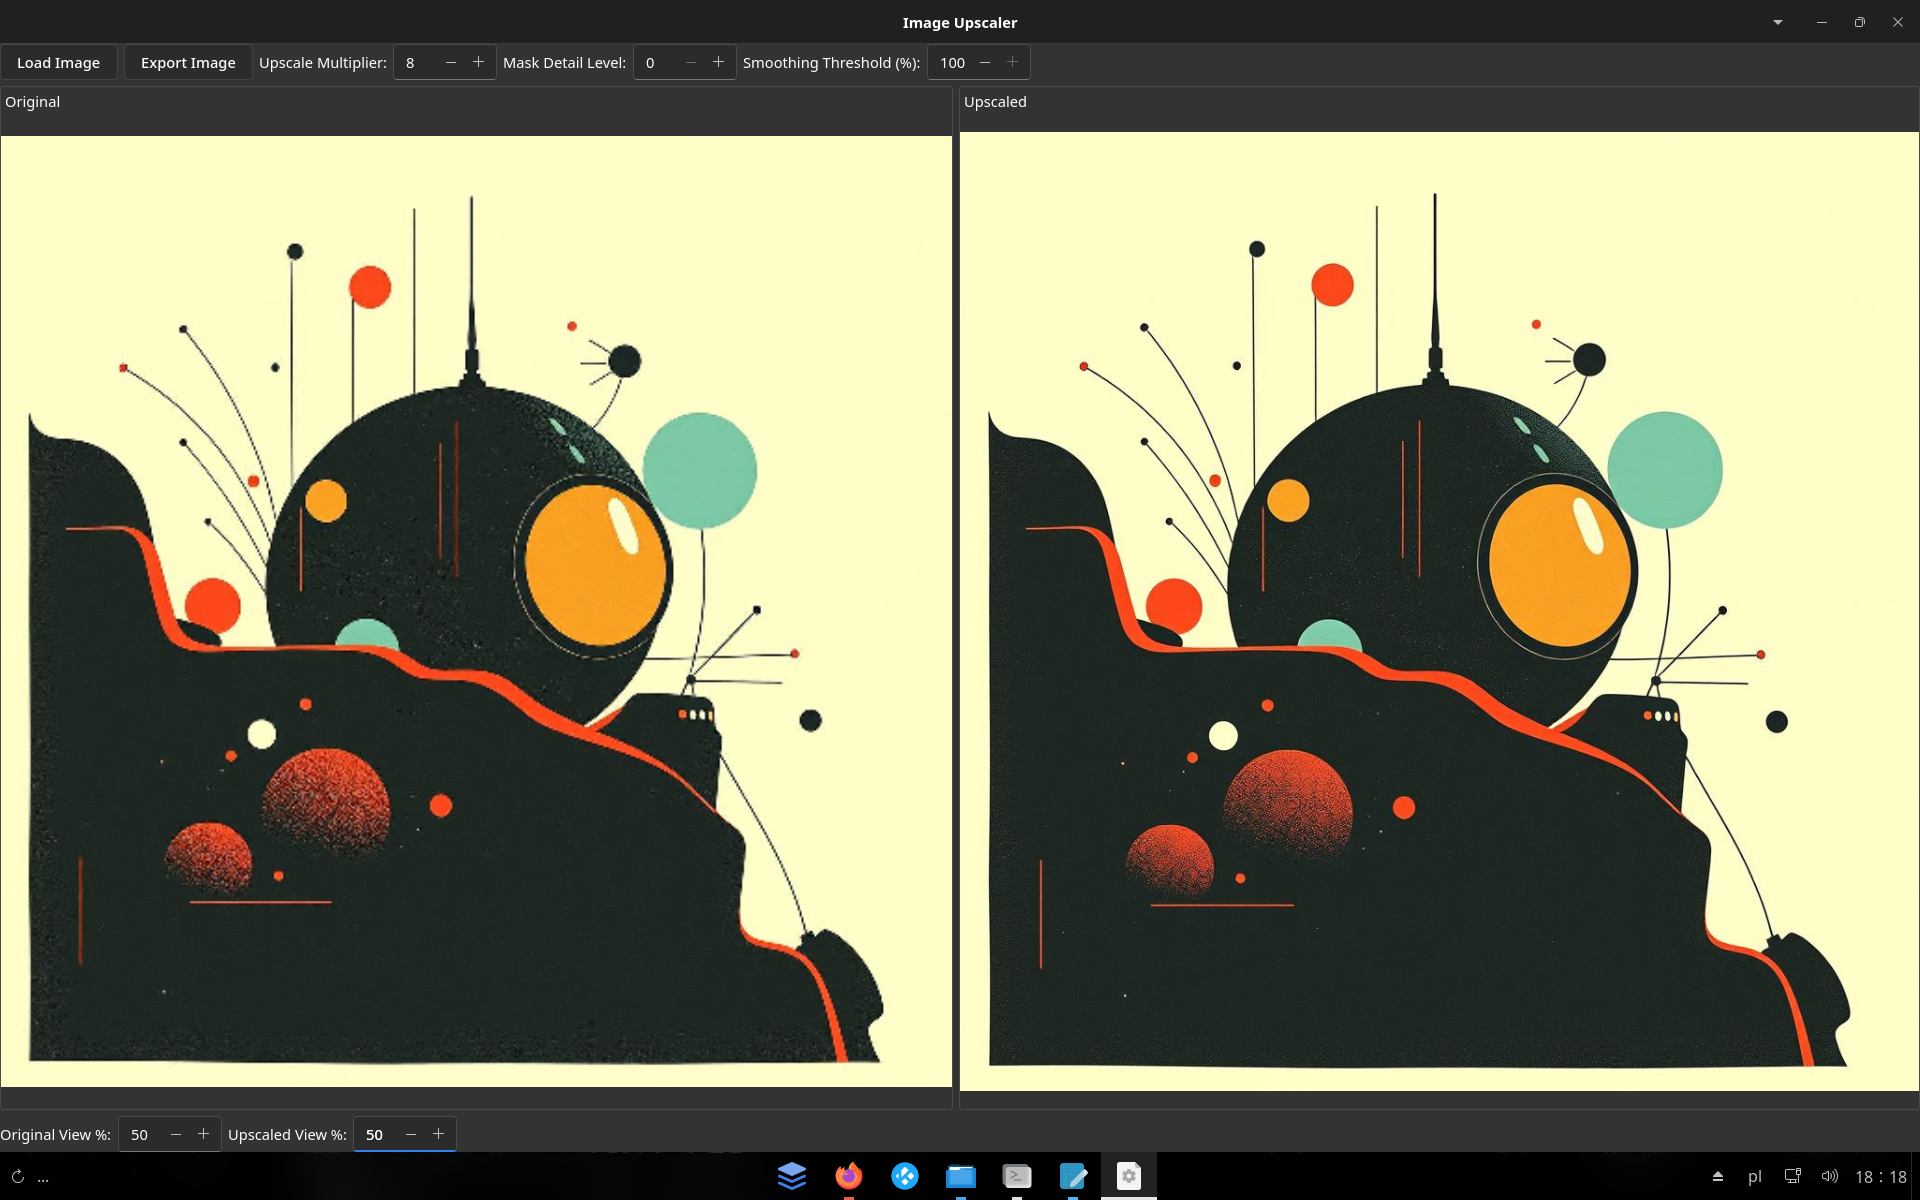 Image Upscaler
Load Image Export Image Upscale Multiplier: 8 Mask Detail Level: 0 Smoothing Threshold (%): 100
Original Upscaled
Original View %: 50 Upscaled View %: 50
... pl 18 : 18